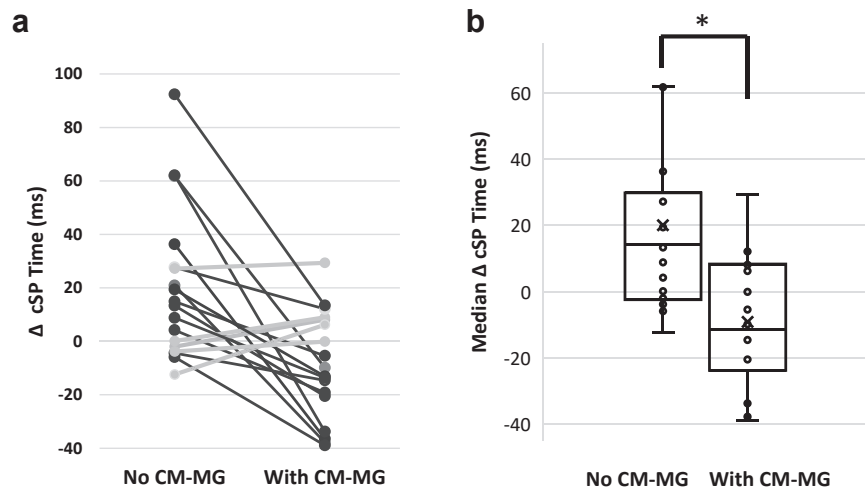 a
100
80
60
40
20
0
-20
-40
Δ cSP Time (ms)
No CM-MG With CM-MG
b
*
60
40
20
0
-20
-40
Median Δ cSP Time (ms)
No CM-MG With CM-MG